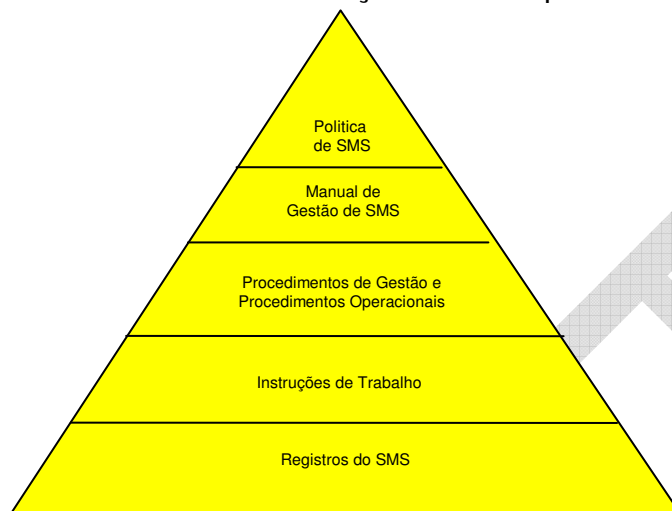 Politica
de SMS
Manual de
Gestão de SMS
Procedimentos de Gestão e
Procedimentos Operacionais
Instruções de Trabalho
Registros do SMS